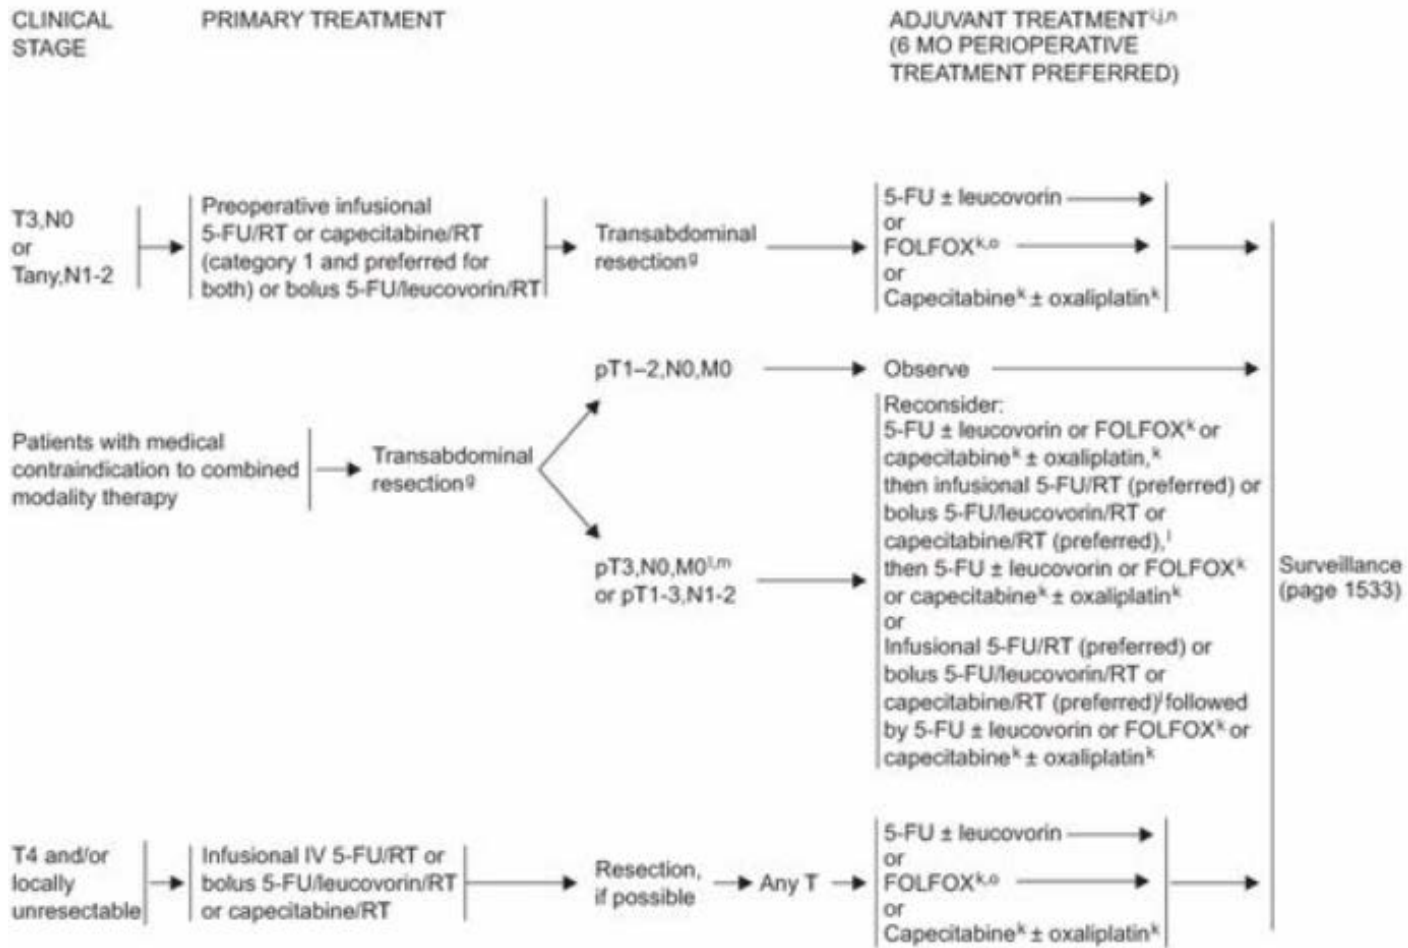 CLINICAL STAGE
PRIMARY TREATMENT
ADJUVANT TREATMENTi,j,n
(6 MO PERIOPERATIVE
TREATMENT PREFERRED)
T3,N0
or
Tany,N1-2
Preoperative infusional
5-FU/RT or capecitabine/RT
(category 1 and preferred for
both) or bolus 5-FU/leucovorin/RT
Transabdominal
resectiong
5-FU ± leucovorin
or
FOLFOXk,o
or
Capecitabinek ± oxaliplatink
Patients with medical
contraindication to combined
modality therapy
Transabdominal
resectiong
pT1–2,N0,M0
Observe
pT3,N0,M0l,m
or pT1-3,N1-2
Reconsider:
5-FU ± leucovorin or FOLFOXk or
capecitabinek ± oxaliplatin,k
then infusional 5-FU/RT (preferred) or
bolus 5-FU/leucovorin/RT or
capecitabine/RT (preferred),l
then 5-FU ± leucovorin or FOLFOXk
or capecitabinek ± oxaliplatink
or
Infusional 5-FU/RT (preferred) or
bolus 5-FU/leucovorin/RT or
capecitabine/RT (preferred)l followed
by 5-FU ± leucovorin or FOLFOXk or
capecitabinek ± oxaliplatink
Surveillance
(page 1533)
T4 and/or
locally
unresectable
Infusional IV 5-FU/RT or
bolus 5-FU/leucovorin/RT
or capecitabine/RT
Resection,
if possible
Any T
5-FU ± leucovorin
or
FOLFOXk,o
or
Capecitabinek ± oxaliplatink